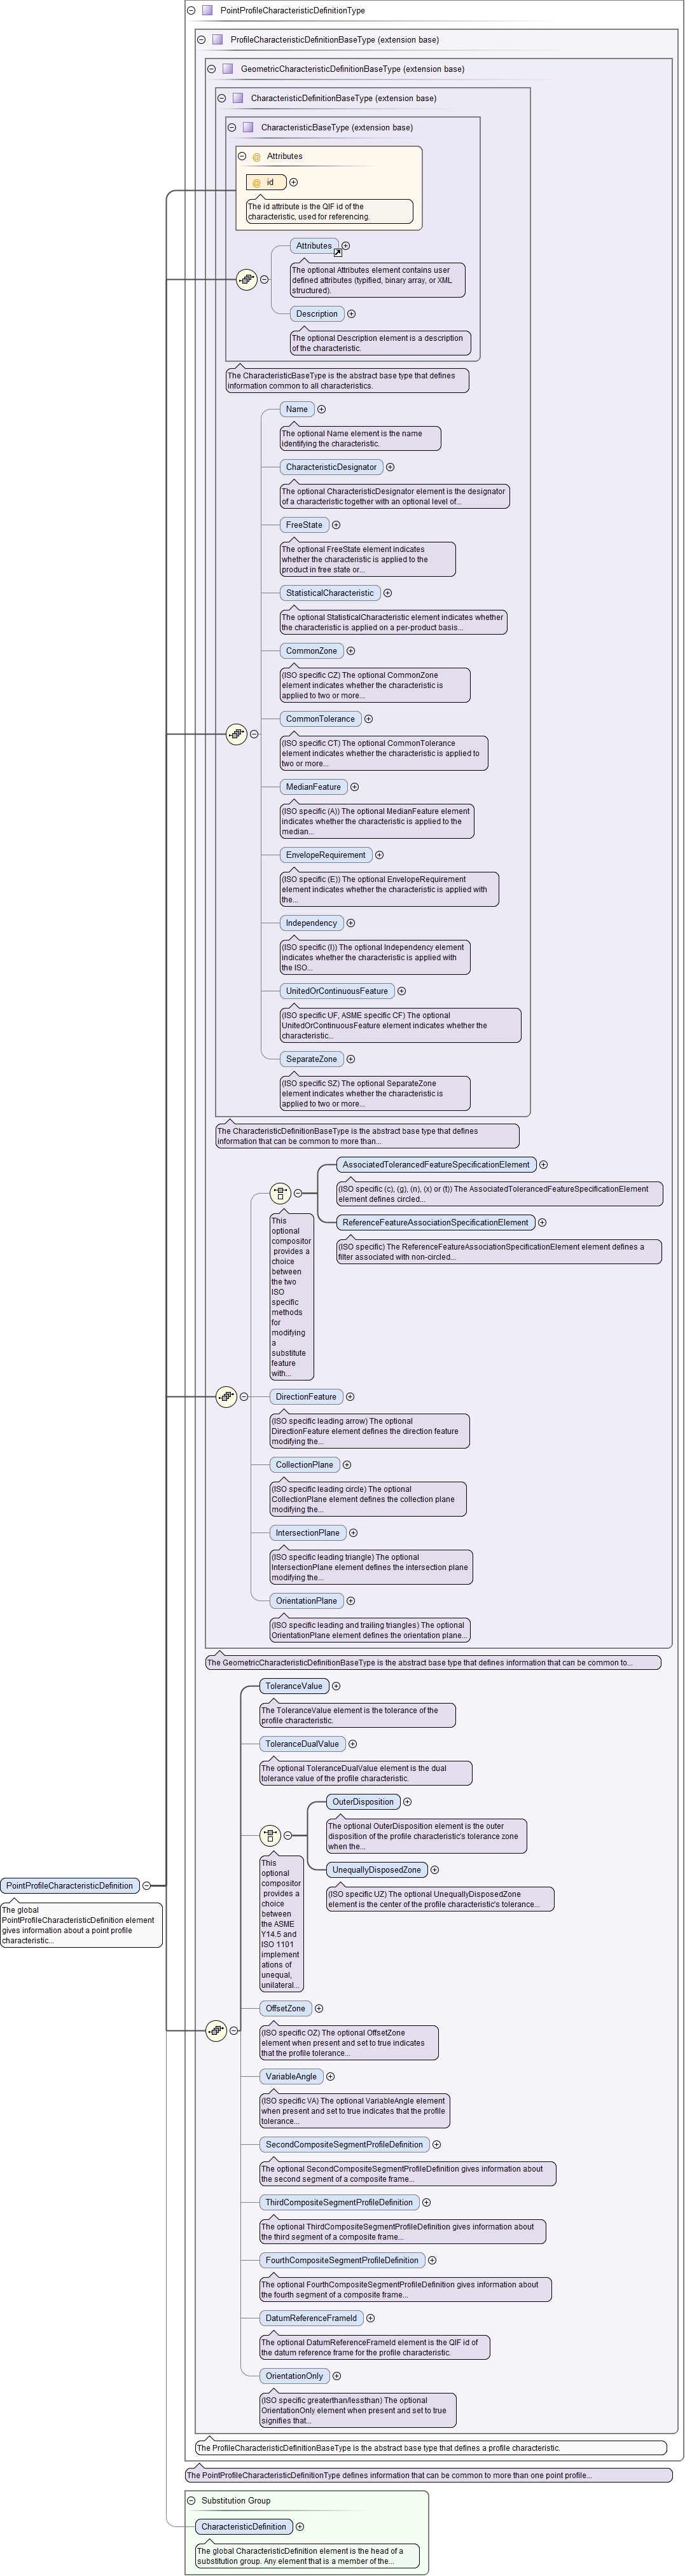 PointProfileCharacteristicDefinitionType
ProfileCharacteristicDefinitionBaseType (extension base)
GeometricCharacteristicDefinitionBaseType (extension base)
CharacteristicDefinitionBaseType (extension base)
CharacteristicBaseType (extension base)
@ Attributes
@ id
The id attribute is the QIF id of the
characteristic, used for referencing.
Attributes
The optional Attributes element contains user
defined attributes (typified, binary array, or XML
structured).
Description
The optional Description element is a description
of the characteristic.
The CharacteristicBaseType is the abstract base type that defines
information common to all characteristics.
Name
The optional Name element is the name
identifying the characteristic.
CharacteristicDesignator
The optional CharacteristicDesignator element is the designator
of a characteristic together with an optional level of...
FreeState
The optional FreeState element indicates
whether the characteristic is applied to the
product in free state or...
StatisticalCharacteristic
The optional StatisticalCharacteristic element indicates whether
the characteristic is applied on a per-product basis...
CommonZone
(ISO specific CZ) The optional CommonZone
element indicates whether the characteristic is
applied to two or more...
CommonTolerance
(ISO specific CT) The optional CommonTolerance
element indicates whether the characteristic is applied to
two or more...
MedianFeature
(ISO specific (A)) The optional MedianFeature element
indicates whether the characteristic is applied to the
median...
EnvelopeRequirement
(ISO specific (E)) The optional EnvelopeRequirement
element indicates whether the characteristic is applied with
the...
Independency
(ISO specific (I)) The optional Independency element
indicates whether the characteristic is applied with
the ISO...
UnitedOrContinuousFeature
(ISO specific UF, ASME specific CF) The optional
UnitedOrContinuousFeature element indicates whether the
characteristic...
SeparateZone
(ISO specific SZ) The optional SeparateZone
element indicates whether the characteristic is
applied to two or more...
The CharacteristicDefinitionBaseType is the abstract base type that defines
information that can be common to more than...
AssociatedTolerancedFeatureSpecificationElement
(ISO specific (c), (g), (n), (x) or (t)) The AssociatedTolerancedFeatureSpecificationElement
element defines circled...
ReferenceFeatureAssociationSpecificationElement
(ISO specific) The ReferenceFeatureAssociationSpecificationElement element defines a
filter associated with non-circled...
This
optional
compositor
provides a
choice
between
the two
ISO
specific
methods
for
modifying
a
substitute
feature
with...
DirectionFeature
(ISO specific leading arrow) The optional
DirectionFeature element defines the direction feature
modifying the...
CollectionPlane
(ISO specific leading circle) The optional
CollectionPlane element defines the collection plane
modifying the...
IntersectionPlane
(ISO specific leading triangle) The optional
IntersectionPlane element defines the intersection plane
modifying the...
OrientationPlane
(ISO specific leading and trailing triangles) The optional
OrientationPlane element defines the orientation plane...
The GeometricCharacteristicDefinitionBaseType is the abstract base type that defines information that can be common to...
ToleranceValue
The ToleranceValue element is the tolerance of the
profile characteristic.
ToleranceDualValue
The optional ToleranceDualValue element is the dual
tolerance value of the profile characteristic.
OuterDisposition
The optional OuterDisposition element is the outer
disposition of the profile characteristic's tolerance zone
when the...
UnequallyDisposedZone
(ISO specific UZ) The optional UnequallyDisposedZone
element is the center of the profile characteristic's tolerance...
This
optional
compositor
provides a
choice
between
the ASME
Y14.5 and
ISO 1101
implement
ations of
unequal,
unilateral...
PointProfileCharacteristicDefinition
The global
PointProfileCharacteristicDefinition element
gives information about a point profile
characteristic...
OffsetZone
(ISO specific OZ) The optional OffsetZone
element when present and set to true indicates
that the profile tolerance...
VariableAngle
(ISO specific VA) The optional VariableAngle element
when present and set to true indicates that the profile
tolerance...
SecondCompositeSegmentProfileDefinition
The optional SecondCompositeSegmentProfileDefinition gives information about
the second segment of a composite frame...
ThirdCompositeSegmentProfileDefinition
The optional ThirdCompositeSegmentProfileDefinition gives information about
the third segment of a composite frame...
FourthCompositeSegmentProfileDefinition
The optional FourthCompositeSegmentProfileDefinition gives information about
the fourth segment of a composite frame...
DatumReferenceFrameId
The optional DatumReferenceFrameId element is the QIF id of
the datum reference frame for the profile characteristic.
OrientationOnly
(ISO specific greaterthan/lessthan) The optional
OrientationOnly element when present and set to true
signifies that...
The ProfileCharacteristicDefinitionBaseType is the abstract base type that defines a profile characteristic.
The PointProfileCharacteristicDefinitionType defines information that can be common to more than one point profile...
Substitution Group
CharacteristicDefinition
The global CharacteristicDefinition element is the head of a
substitution group. Any element that is a member of the...